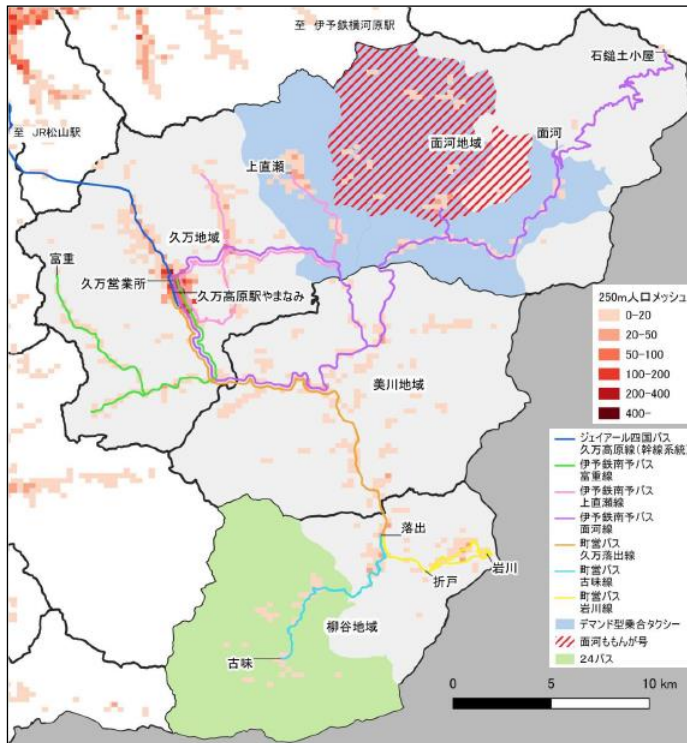 至 伊予鉄横河原駅
石鎚土小屋
至 JR松山駅
面河
面河地域
上直瀬
久万地域
富重
久万営業所
久万高原駅やまなみ
美川地域
落出
岩川
折戸
柳谷地域
古味
250m人口メッシュ
0-20
20-50
50-100
100-200
200-400
400-
ジェイアール四国バス
久万高原線(幹線系統)
伊予鉄南予バス
富重線
伊予鉄南予バス
上直瀬線
伊予鉄南予バス
面河線
町営バス
久万落出線
町営バス
古味線
町営バス
岩川線
デマンド型乗合タクシー
面河ももんが号
24バス
0 5 10 km